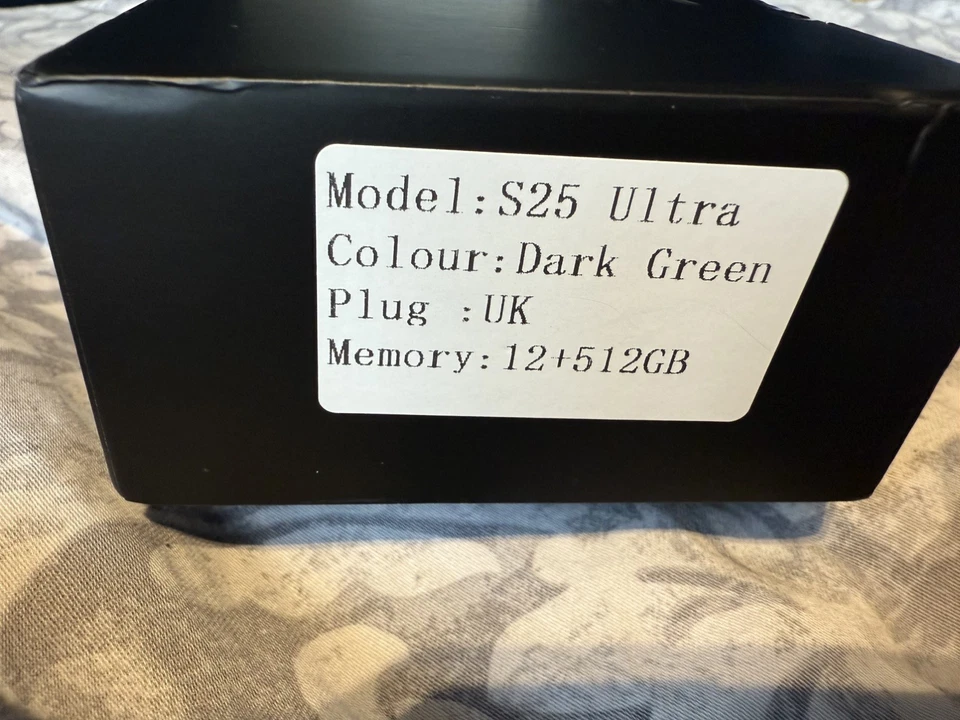 Model:S25 Ultra
Colour:Dark Green
Plug :UK
Memory:12+512GB